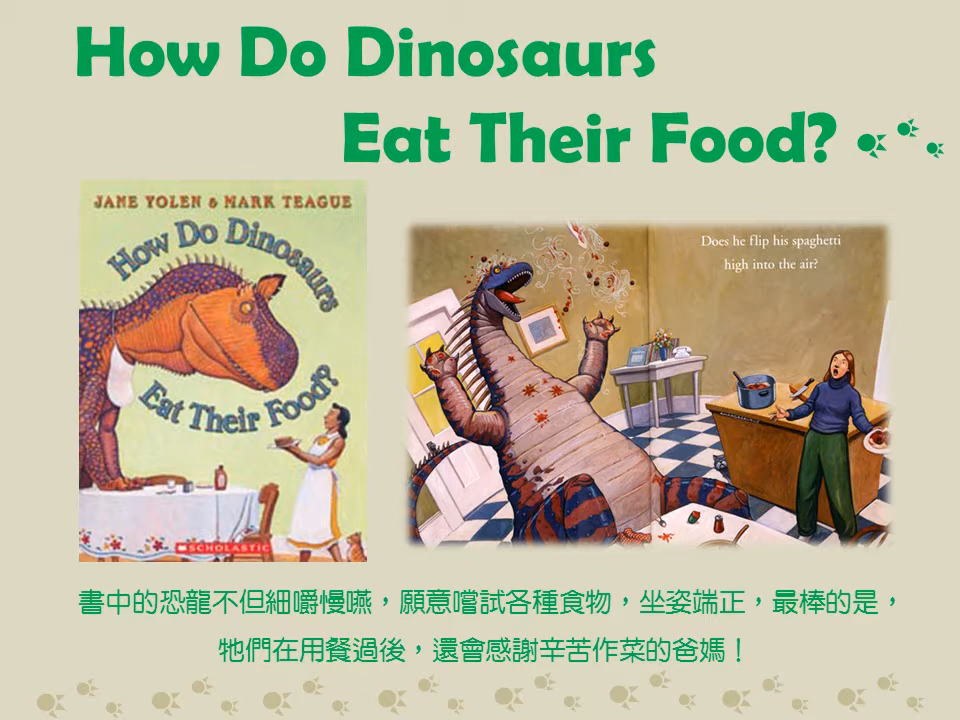 How Do Dinosaurs
Eat Their Food?
JANE YOLEN & MARK TEAGUE
How Do Dinosaurs
Eat Their Food?
SCHOLASTIC
Does he flip his spaghetti
high into the air?
書中的恐龍不但細嚼慢嚥，願意嚐試各種食物，坐姿端正，最棒的是，
牠們在用餐過後，還會感謝辛苦作菜的爸媽！